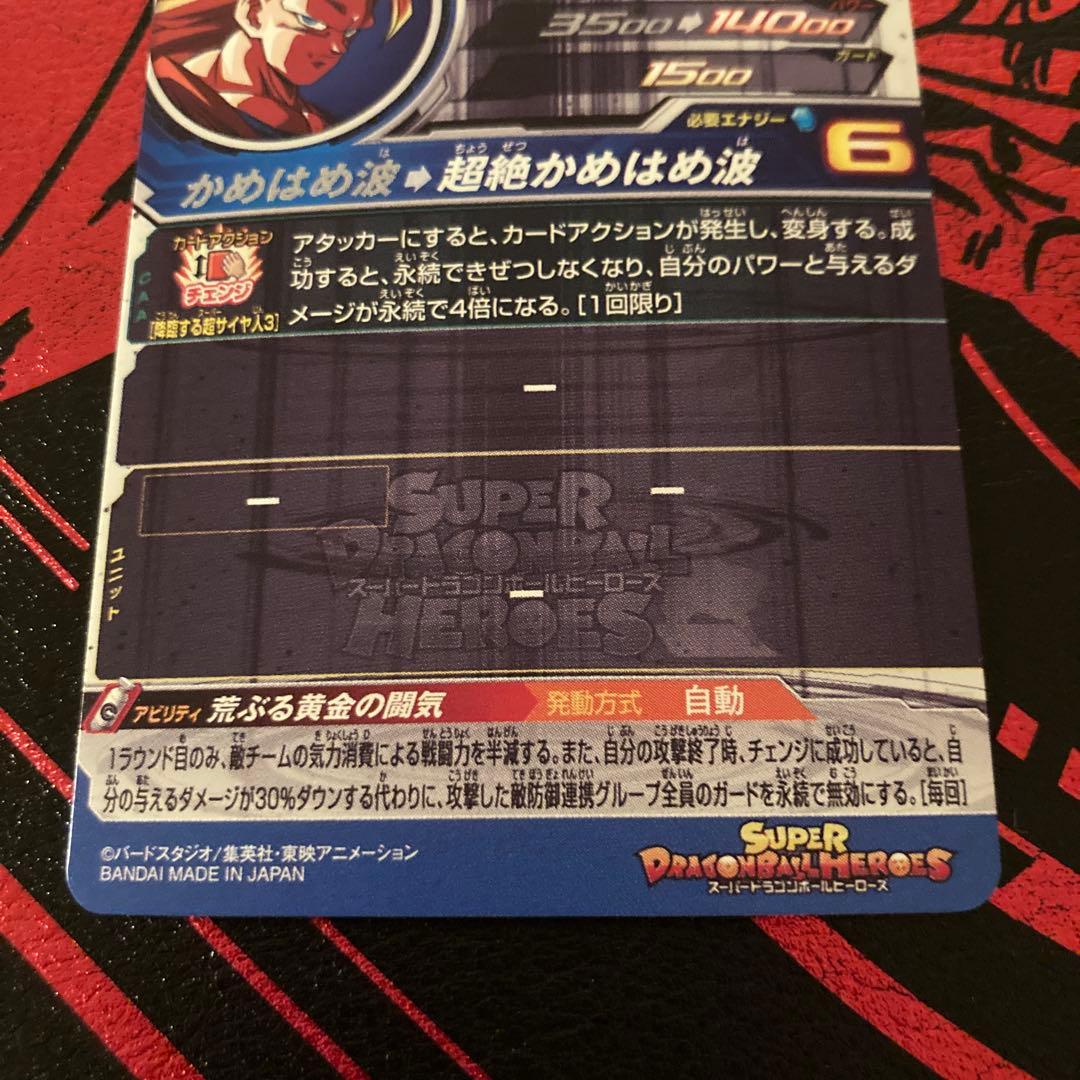 パワー
3500➡14000
ガード
1500
必要エナジー 6
かめはめ波➡超絶かめはめ波
CAA
カードアクション
チェンジ
[降臨する超サイヤ人3]
アタッカーにすると、カードアクションが発生し、変身する。成
功すると、永続できぜつしなくなり、自分のパワーと与えるダ
メージが永続で4倍になる。[1回限り]
ー
ー ー
ー
ユニット
SUPER
DRAGONBALL
スーパードラゴンボールヒーローズ
HEROES
アビリティ 荒ぶる黄金の闘気 発動方式 自動
1ラウンド目のみ、敵チームの気力消費による戦闘力を半減する。また、自分の攻撃終了時、チェンジに成功していると、自
分の与えるダメージが30%ダウンする代わりに、攻撃した敵防御連携グループ全員のガードを永続で無効にする。[毎回]
©バードスタジオ/集英社・東映アニメーション
BANDAI MADE IN JAPAN
SUPER
DRAGONBALL HEROES
スーパードラゴンボールヒーローズ